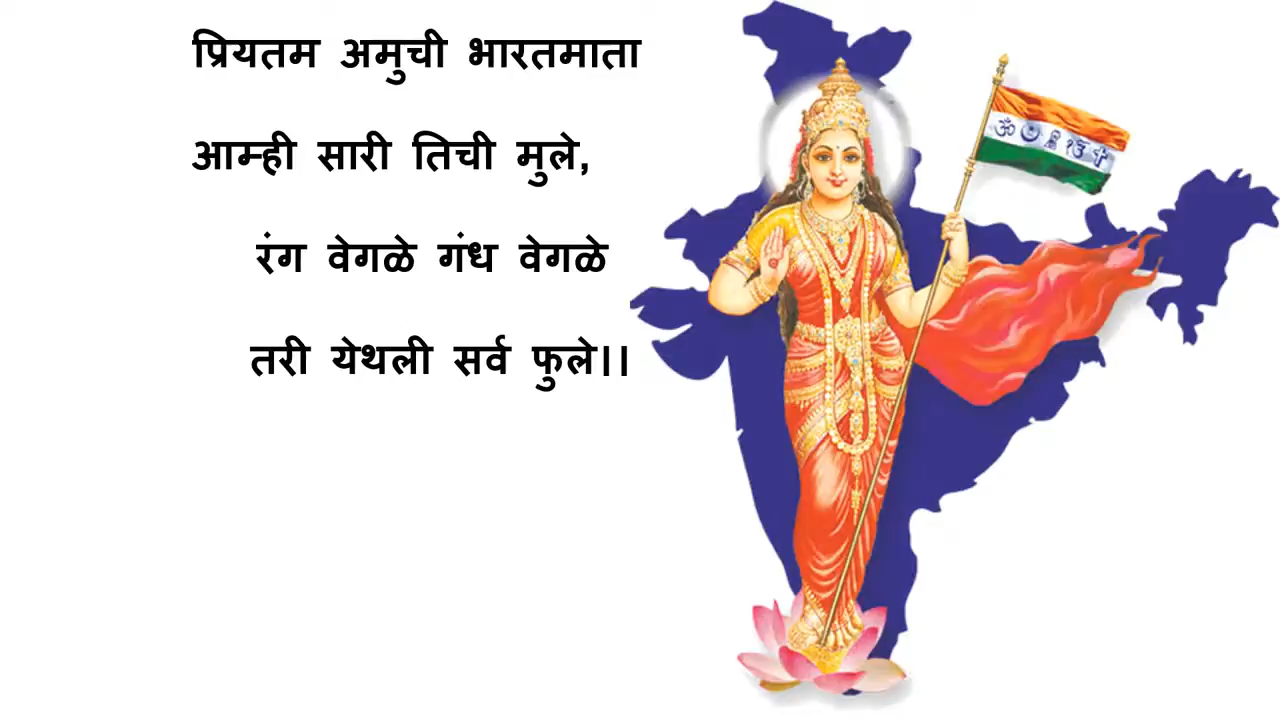 प्रियतम अमुची भारतमाता
आम्ही सारी तिची मुले,
रंग वेगळे गंध वेगळे
तरी येथली सर्व फुले।।
ॐ